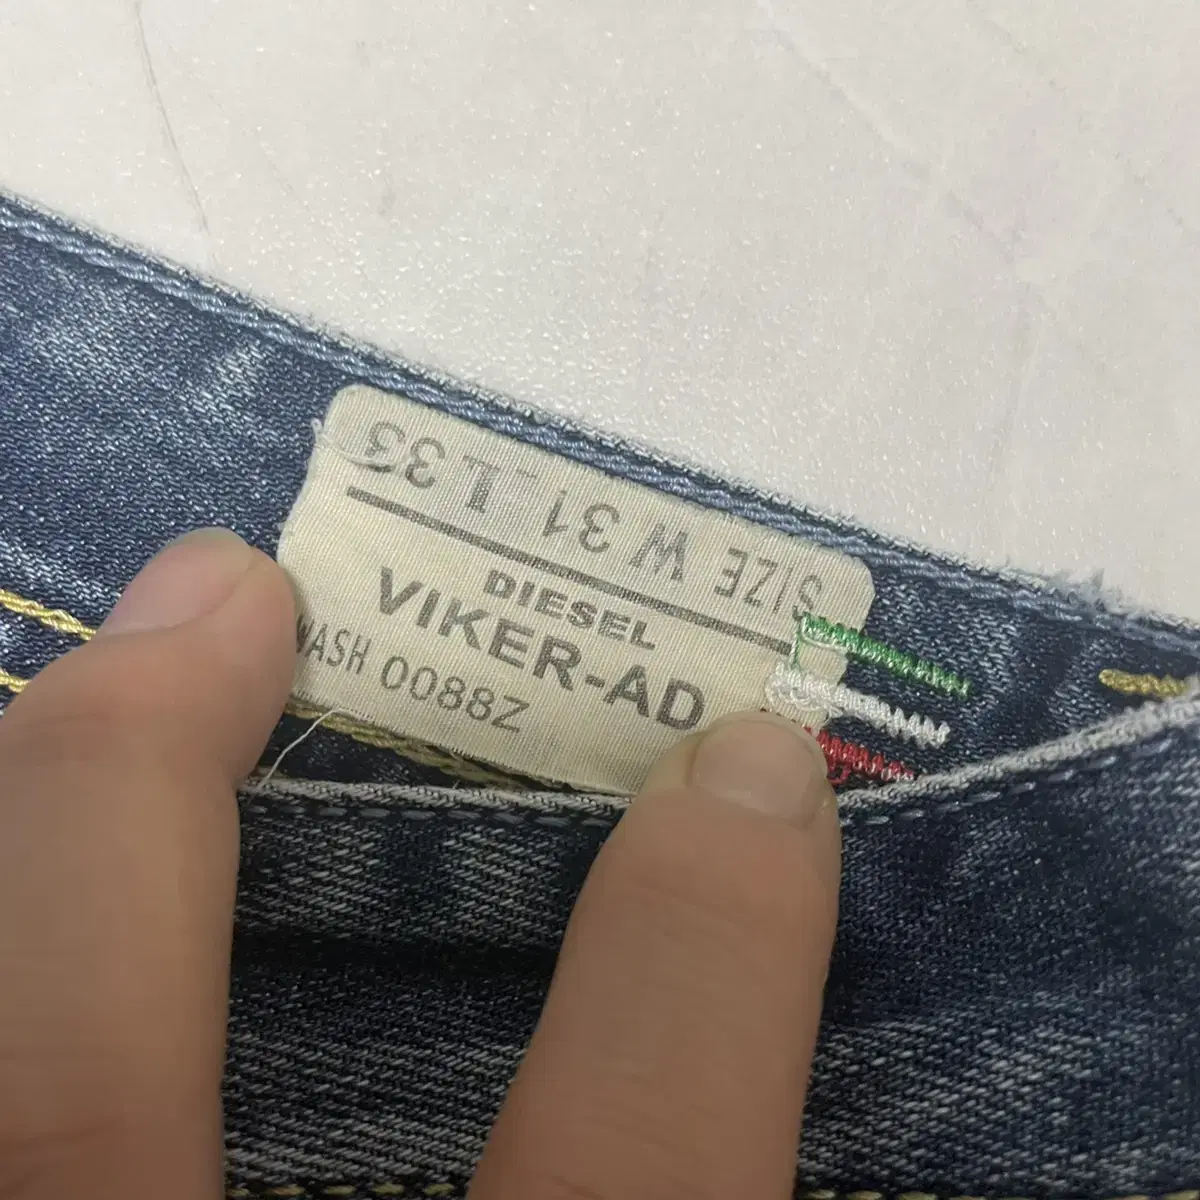 SIZE W 31 L 33
DIESEL
VIKER-AD
WASH 0088Z